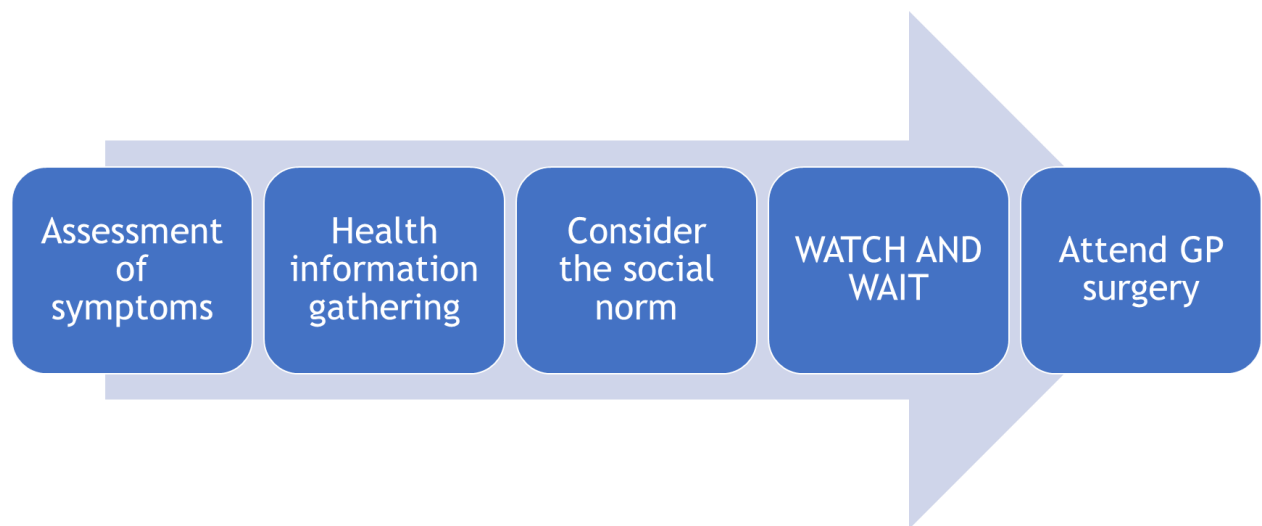 Assessment
of
symptoms
Health
information
gathering
Consider
the social
norm
WATCH AND
WAIT
Attend GP
surgery